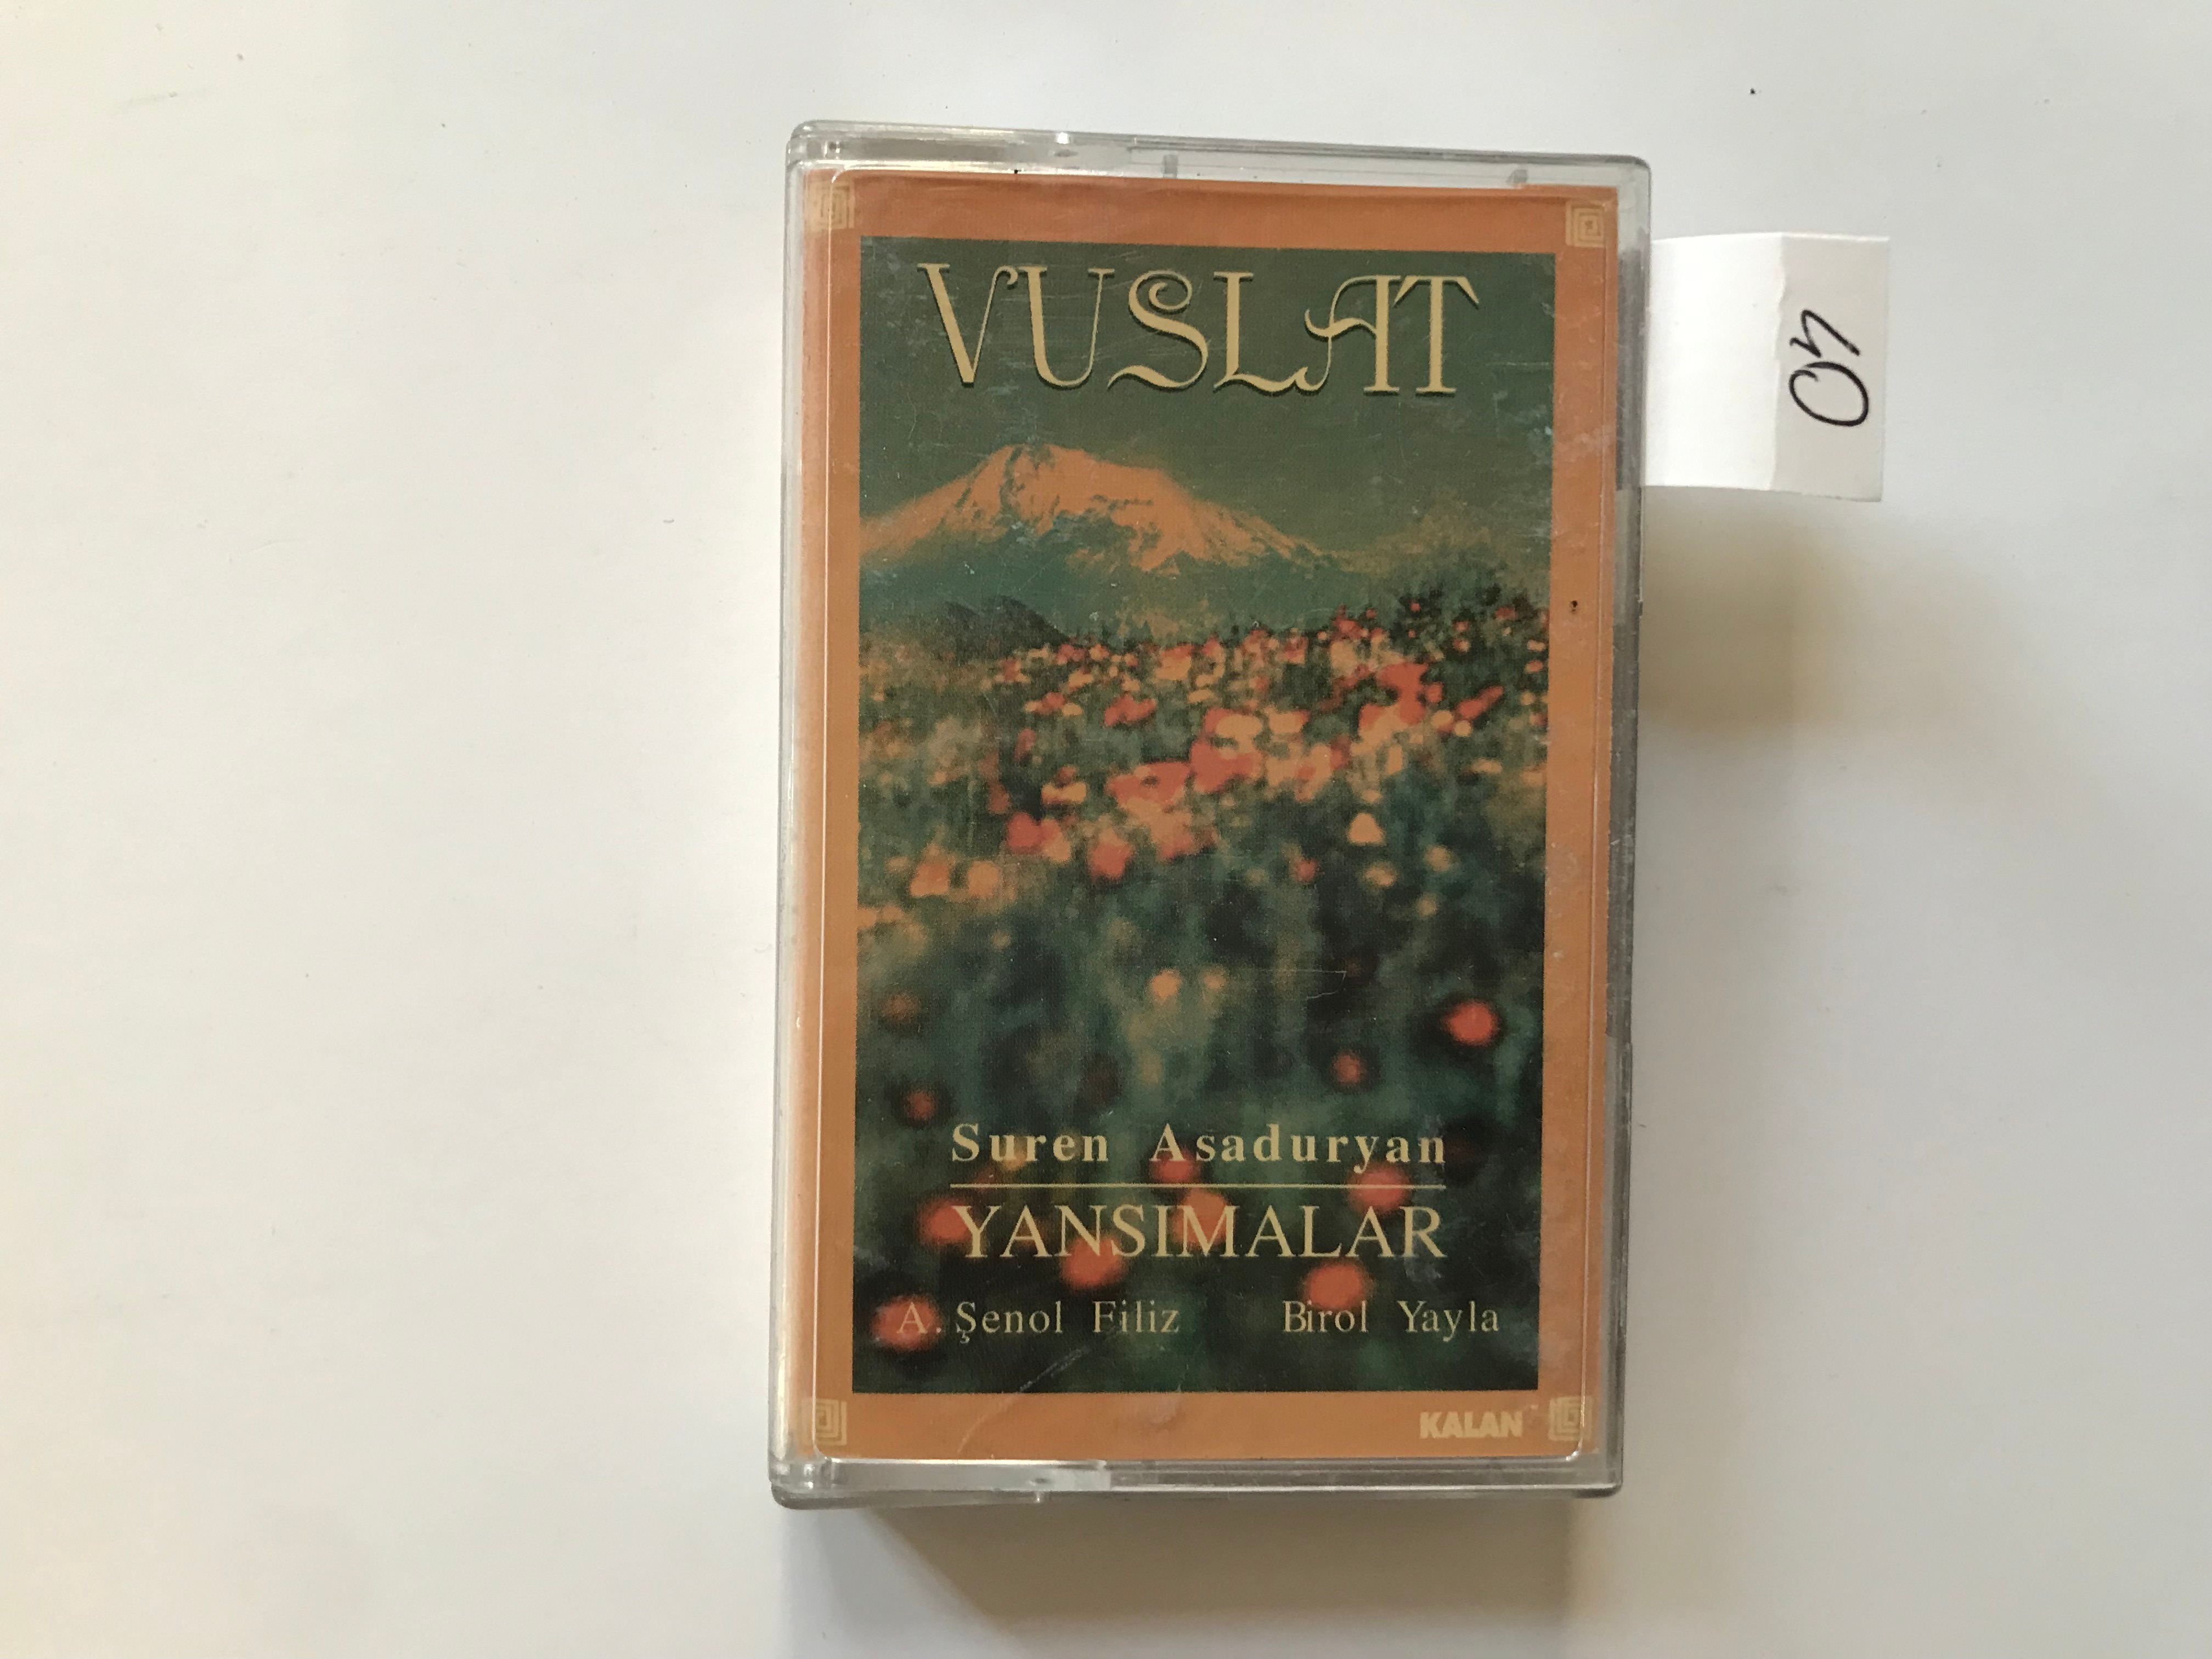 VUSLAT
Suren Asaduryan
YANSIMALAR
A. Şenol Filiz Birol Yayla
KALAN
40